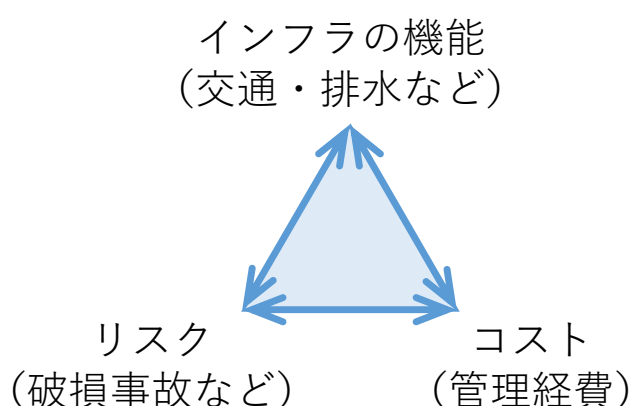 インフラの機能
（交通・排水など）
リスク
（破損事故など）
コスト
（管理経費）